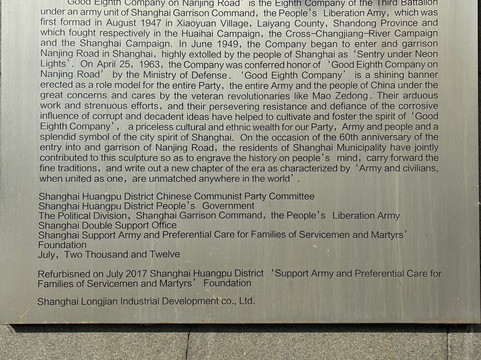 'Good Eighth Company on Nanjing Road' is the Eighth Company of the Third Battalion
under an army unit of Shanghai Garrison Command, the People's Liberation Army, which was
first formad in August 1947 in Xiaoyuan Village, Laiyang County, Shandong Province and
which fought respectively in the Huaihai Campaign, the Cross-Changjiang-River Campaign
and the Shanghai Campaign. In June 1949, the Company began to enter and garrison
Nanjing Road in Shanghai, highly extolled by the people of Shanghai as 'Sentry under Neon
Lights'. On April 25, 1963, the Company was conferred honor of 'Good Eighth Company on
Nanjing Road' by the Ministry of Defense. 'Good Eighth Company' is a shining banner
erected as a role model for the entire Party, the entire Army and the people of China under the
great concerns and cares by the veteran revolutionaries like Mao Zedong. Their arduous
work and strenuous efforts, and their persevering resistance and defiance of the corrosive
influence of corrupt and decadent ideas have helped to cultivate and foster the spirit of 'Good
Eighth Company', a priceless cultural and ethnic wealth for our Party, Army and people and a
splendid symbol of the city spirit of Shanghai. On the occasion of the 60th anniversary of the
entry into and garrison of Nanjing Road, the residents of Shanghai Municipality have jointly
contributed to this sculpture so as to engrave the history on people's mind, carry forward the
fine traditions, and write out a new chapter of the era as characterized by 'Army and civilians,
when united as one, are unmatched anywhere in the world'.
Shanghai Huangpu District Chinese Communist Party Committee
Shanghai Huangpu District People's Government
The Political Division, Shanghai Garrison Command, the People's Liberation Army
Shanghai Double Support Office
Shanghai Support Army and Preferential Care for Families of Servicemen and Martyrs'
Foundation
July, Two Thousand and Twelve
Refurbished on July 2017 Shanghai Huangpu District 'Support Army and Preferential Care for
Families of Servicemen and Martyrs' Foundation
Shanghai Longjian Industrial Development co., Ltd.